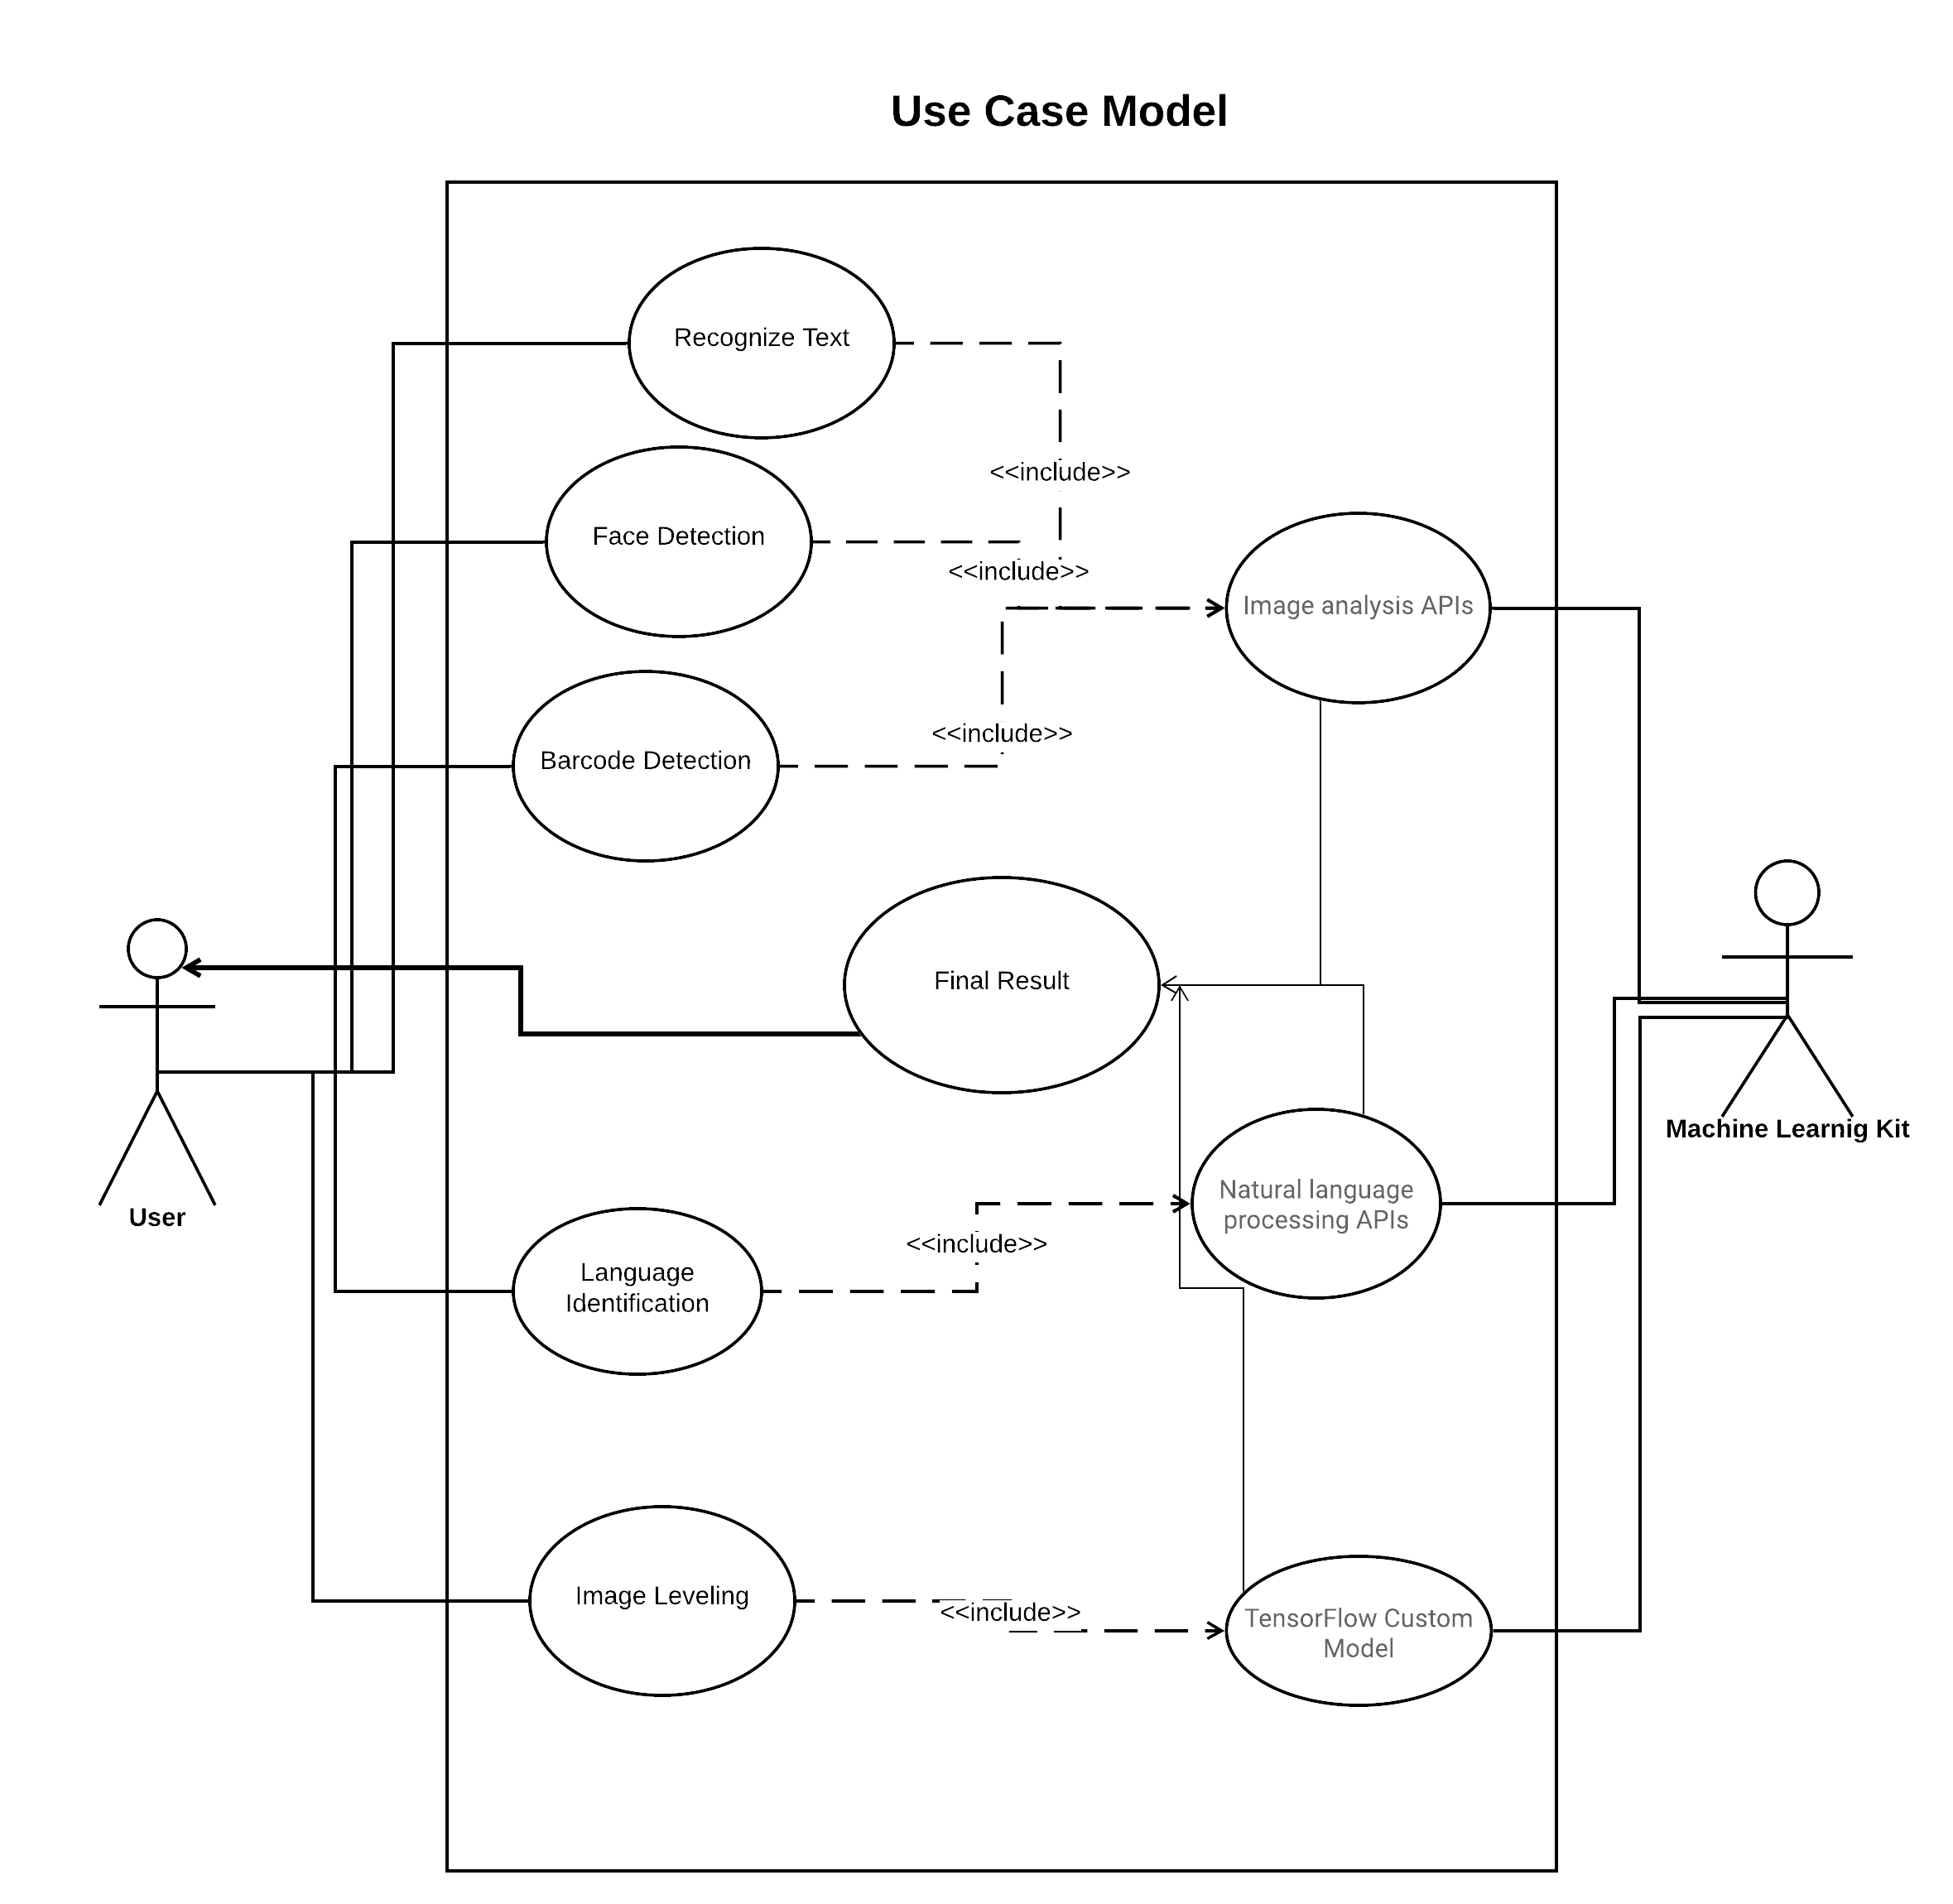 Use Case Model
Recognize Text
<<include>>
Face Detection
<<include>>
Image analysis APIs
<<include>>
Barcode Detection
Final Result
Machine Learnig Kit
Natural language
processing APIs
User
<<include>>
Language
Identification
Image Leveling
<<include>>
TensorFlow Custom
Model